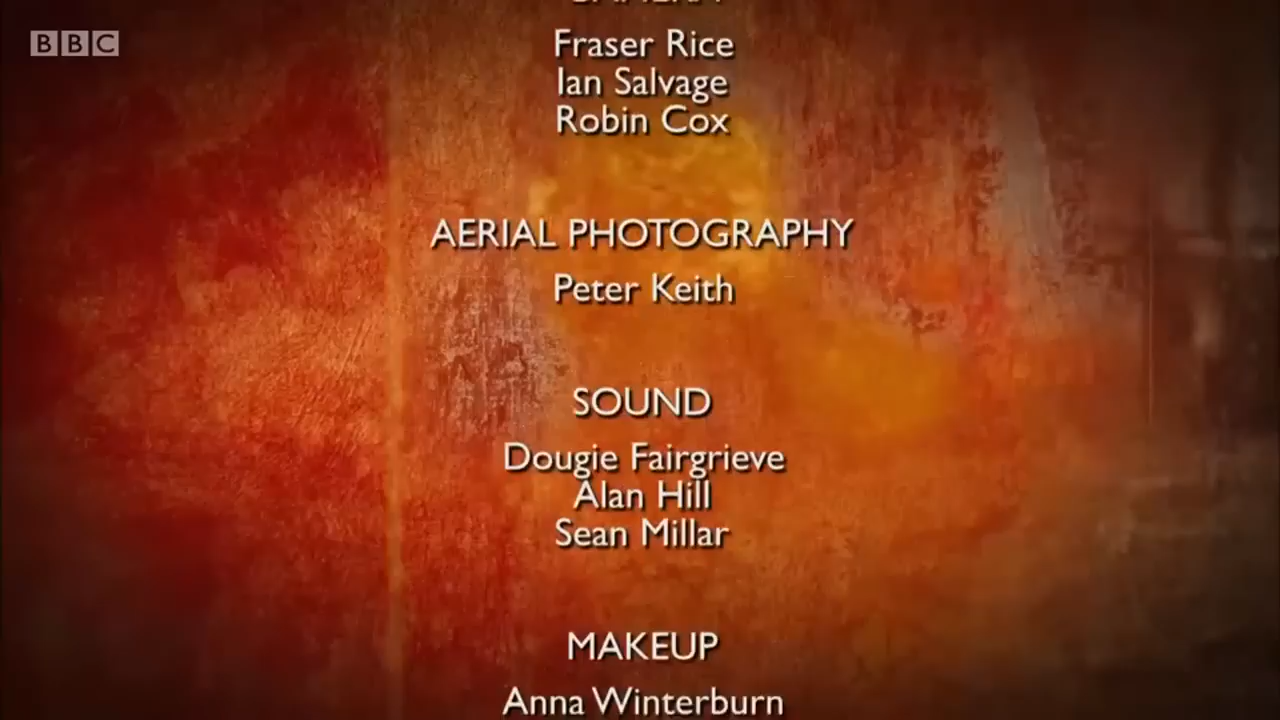 BBC
Fraser Rice
Ian Salvage
Robin Cox
AERIAL PHOTOGRAPHY
Peter Keith
SOUND
Dougie Fairgrieve
Alan Hill
Sean Millar
MAKEUP
Anna Winterburn